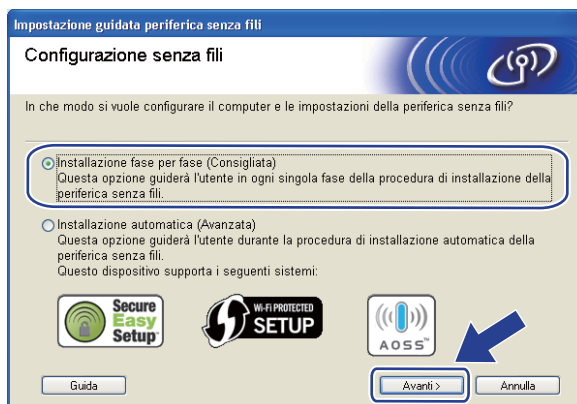 Impostazione guidata periferica senza fili
Configurazione senza fili
In che modo si vuole configurare il computer e le impostazioni della periferica senza fili?
Installazione fase per fase (Consigliata)
Questa opzione guiderà l'utente in ogni singola fase della procedura di installazione della
periferica senza fili.
Installazione automatica (Avanzata)
Questa opzione guiderà l'utente durante la procedura di installazione automatica della
periferica senza fili.
Questo dispositivo supporta i seguenti sistemi:
Secure
Easy
Setup™
WI-FI PROTECTED
SETUP
AOSS™
Guida
Avanti >
Annulla